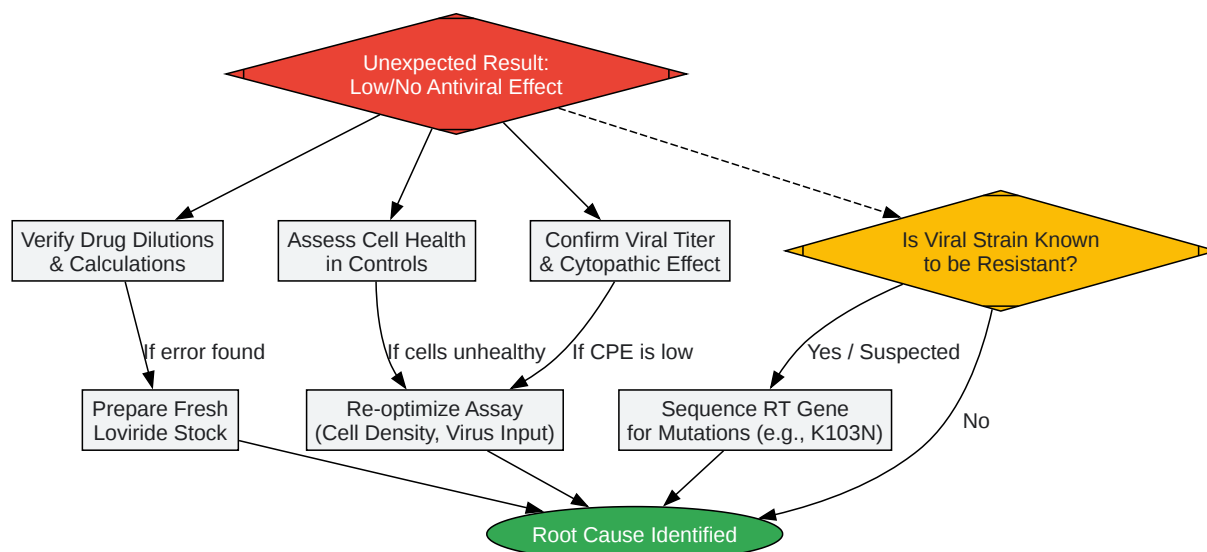 Unexpected Result:
Low/No Antiviral Effect
Verify Drug Dilutions
& Calculations
Assess Cell Health
in Controls
Confirm Viral Titer
& Cytopathic Effect
Is Viral Strain Known
to be Resistant?
If error found
If cells unhealthy
If CPE is low
Yes / Suspected
Prepare Fresh
Loviride Stock
Re-optimize Assay
(Cell Density, Virus Input)
Sequence RT Gene
for Mutations (e.g., K103N)
No
Root Cause Identified